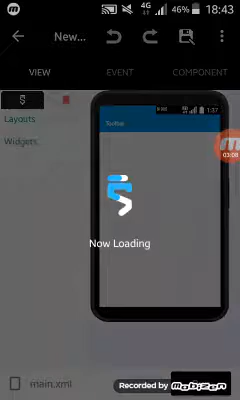 4G
46%
18:43
New...
VIEW
EVENT
COMPONENT
1:37
Toolbar
Layouts
Widgets
03:08
Now Loading
main.xml
Recorded by Mobizen